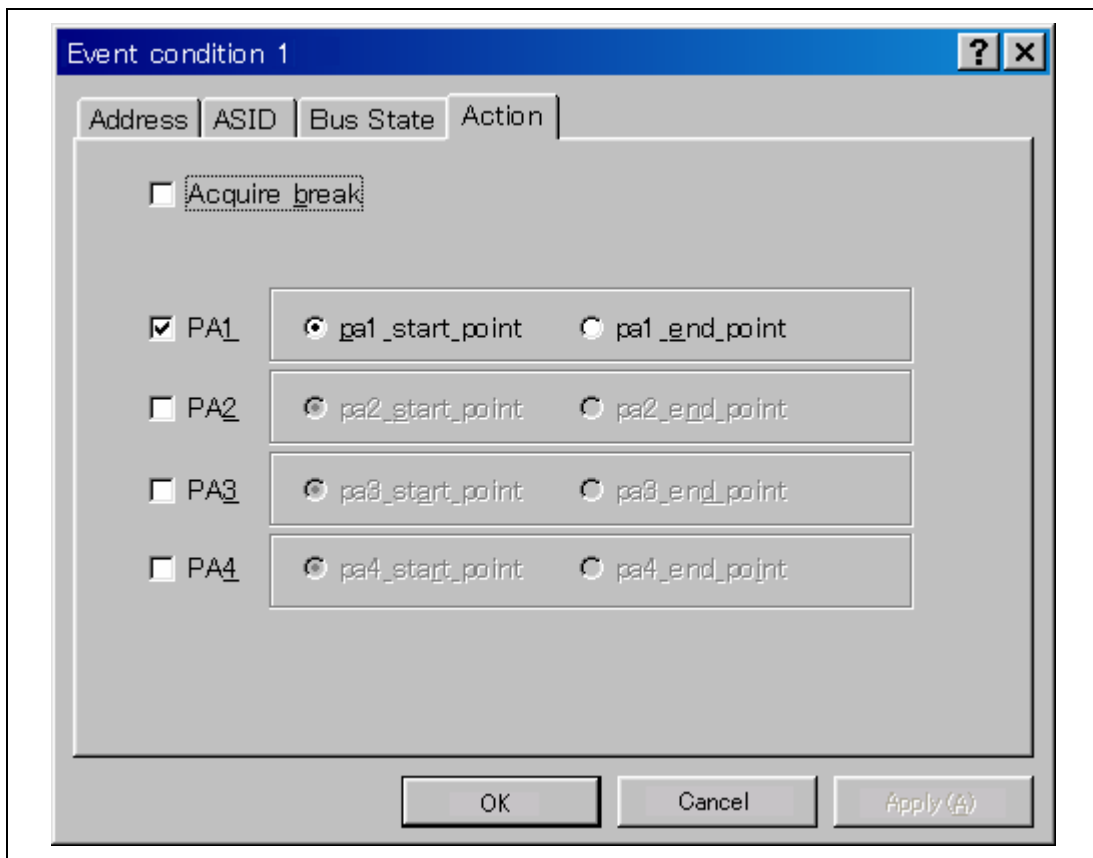 Event condition 1
Address ASID Bus State Action
Acquire break
PA1 pa1_start_point pa1_end_point
PA2 pa2_start_point pa2_end_point
PA3 pa3_start_point pa3_end_point
PA4 pa4_start_point pa4_end_point
OK Cancel Apply (A)